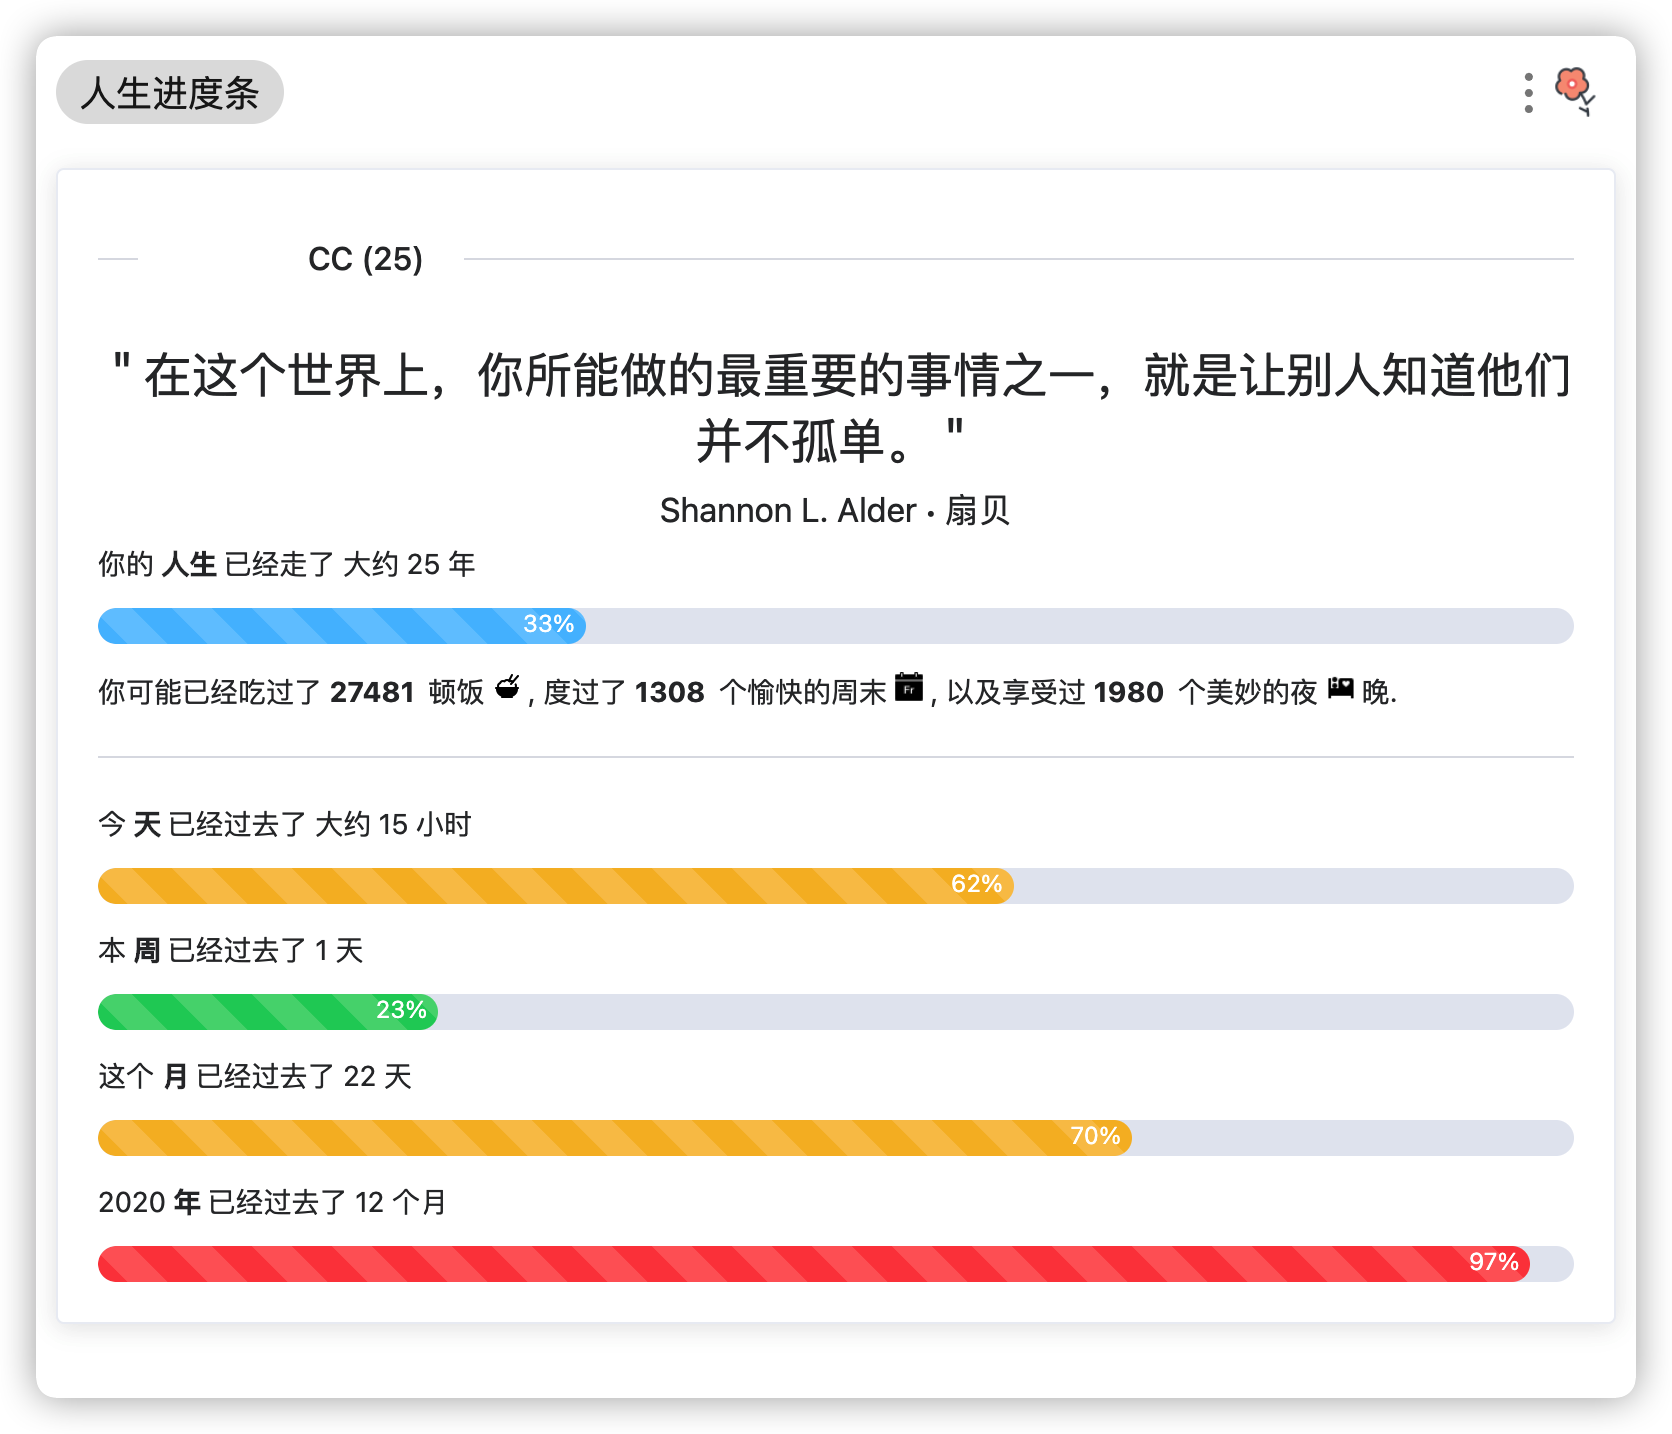 人生进度条
CC (25)
" 在这个世界上，你所能做的最重要的事情之一，就是让别人知道他们
并不孤单。 "
Shannon L. Alder · 扇贝
你的 人生 已经走了 大约 25 年
33%
你可能已经吃过了 27481 顿饭 , 度过了 1308 个愉快的周末 Fr , 以及享受过 1980 个美妙的夜 晚.
今 天 已经过去了 大约 15 小时
62%
本 周 已经过去了 1 天
23%
这个 月 已经过去了 22 天
70%
2020 年 已经过去了 12 个月
97%